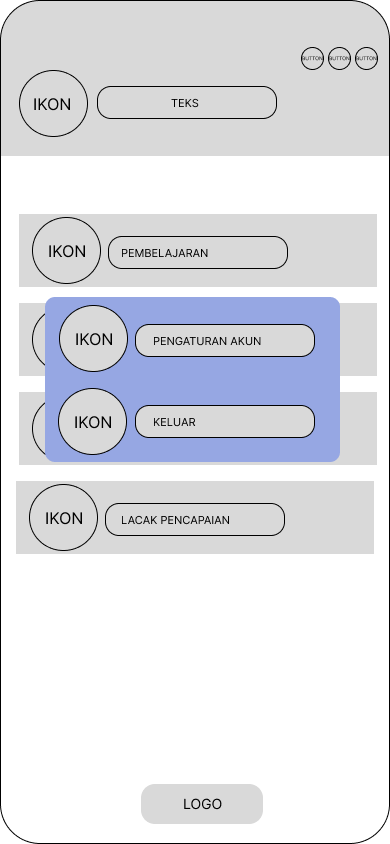 BUTTON BUTTON BUTTON
IKON
TEKS
IKON
PEMBELAJARAN
IKON
PENGATURAN AKUN
IKON
KELUAR
IKON
LACAK PENCAPAIAN
LOGO